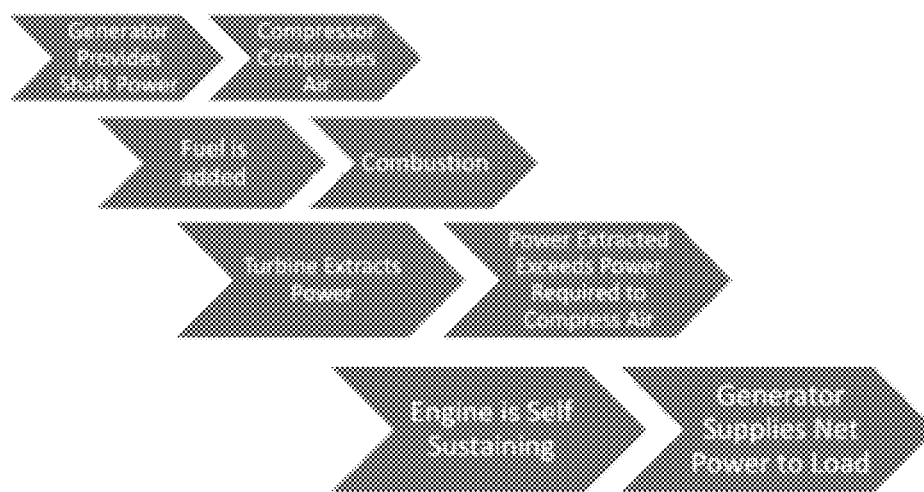 Generator
Provides
Shaft Power
Compressor
Compresses
Air
Fuel is
added
Combustion
Turbine Extracts
Power
Power Extracted
Exceeds Power
Required to
Compress Air
Engine is Self
Sustaining
Generator
Supplies Net
Power to Load